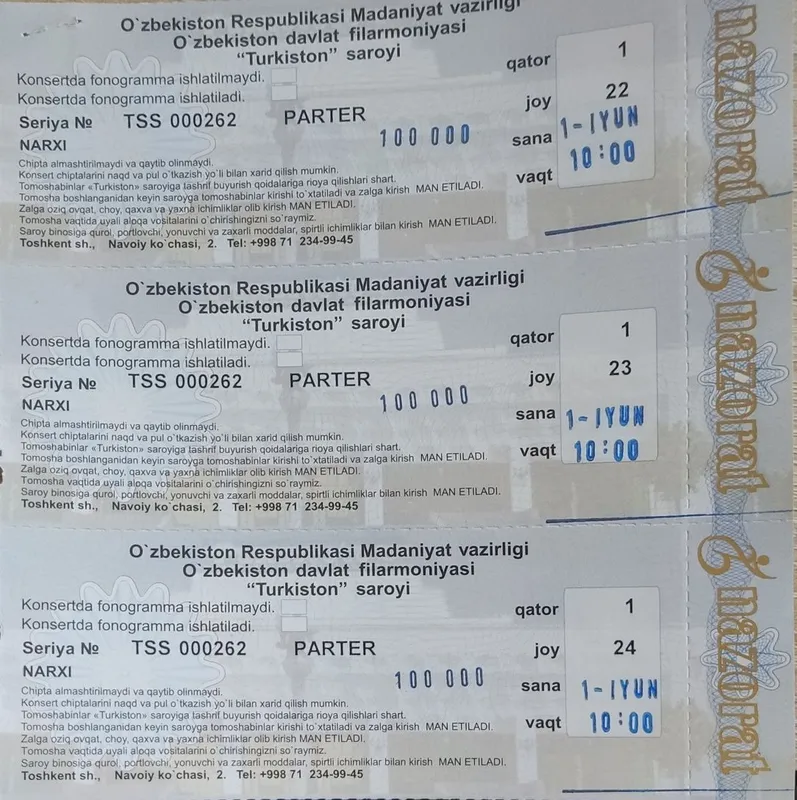 O`zbekiston Respublikasi Madaniyat vazirligi
O`zbekiston davlat filarmoniyasi
“Turkiston” saroyi
Konsertda fonogramma ishlatilmaydi.
Konsertda fonogramma ishlatiladi.
Seriya № TSS 000262 PARTER
NARXI 100 000
qator 1
joy 22
sana 1-IYUN
vaqt 10:00
Chipta almashtirilmaydi va qaytib olinmaydi.
Konsert chiptalarini naqd va pul o`tkazish yo`li bilan xarid qilish mumkin.
Tomoshabinlar «Turkiston» saroyiga tashrif buyurish qoidalariga rioya qilishlari shart.
Tomosha boshlanganidan keyin saroyga tomoshabinlar kirishi to`xtatiladi va zalga kirish MAN ETILADI.
Zalga oziq ovqat, choy, qaxva va yaxna ichimliklar olib kirish MAN ETILADI.
Tomosha vaqtida uyali aloqa vositalarini o`chirishingizni so`raymiz.
Saroy binosiga qurol, portlovchi, yonuvchi va zaxarli moddalar, spirtli ichimliklar bilan kirish MAN ETILADI.
Toshkent sh., Navoiy ko`chasi, 2. Tel: +998 71 234-99-45
nazorat
O`zbekiston Respublikasi Madaniyat vazirligi
O`zbekiston davlat filarmoniyasi
“Turkiston” saroyi
Konsertda fonogramma ishlatilmaydi.
Konsertda fonogramma ishlatiladi.
Seriya № TSS 000262 PARTER
NARXI 100 000
qator 1
joy 23
sana 1-IYUN
vaqt 10:00
Chipta almashtirilmaydi va qaytib olinmaydi.
Konsert chiptalarini naqd va pul o`tkazish yo`li bilan xarid qilish mumkin.
Tomoshabinlar «Turkiston» saroyiga tashrif buyurish qoidalariga rioya qilishlari shart.
Tomosha boshlanganidan keyin saroyga tomoshabinlar kirishi to`xtatiladi va zalga kirish MAN ETILADI.
Zalga oziq ovqat, choy, qaxva va yaxna ichimliklar olib kirish MAN ETILADI.
Tomosha vaqtida uyali aloqa vositalarini o`chirishingizni so`raymiz.
Saroy binosiga qurol, portlovchi, yonuvchi va zaxarli moddalar, spirtli ichimliklar bilan kirish MAN ETILADI.
Toshkent sh., Navoiy ko`chasi, 2. Tel: +998 71 234-99-45
nazorat
O`zbekiston Respublikasi Madaniyat vazirligi
O`zbekiston davlat filarmoniyasi
“Turkiston” saroyi
Konsertda fonogramma ishlatilmaydi.
Konsertda fonogramma ishlatiladi.
Seriya № TSS 000262 PARTER
NARXI 100 000
qator 1
joy 24
sana 1-IYUN
vaqt 10:00
Chipta almashtirilmaydi va qaytib olinmaydi.
Konsert chiptalarini naqd va pul o`tkazish yo`li bilan xarid qilish mumkin.
Tomoshabinlar «Turkiston» saroyiga tashrif buyurish qoidalariga rioya qilishlari shart.
Tomosha boshlanganidan keyin saroyga tomoshabinlar kirishi to`xtatiladi va zalga kirish MAN ETILADI.
Zalga oziq ovqat, choy, qaxva va yaxna ichimliklar olib kirish MAN ETILADI.
Tomosha vaqtida uyali aloqa vositalarini o`chirishingizni so`raymiz.
Saroy binosiga qurol, portlovchi, yonuvchi va zaxarli moddalar, spirtli ichimliklar bilan kirish MAN ETILADI.
Toshkent sh., Navoiy ko`chasi, 2. Tel: +998 71 234-99-45
nazorat